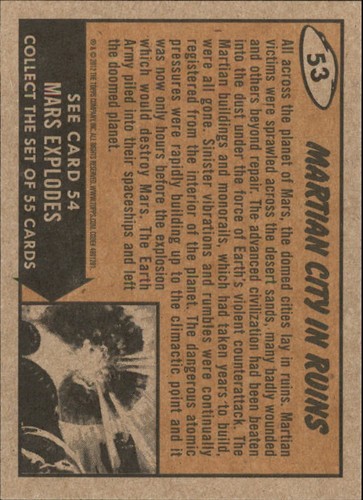 53
MARTIAN CITY IN RUINS
All across the planet of Mars, the domed cities lay in ruins. Martian
victims were sprawled across the desert sands, many badly wounded
and others beyond repair. The advanced civilization had been beaten
into the dust under the force of Earth's violent counterattack. The
Martian buildings and monorails, which had taken years to build,
were all gone. Sinister vibrations and rumbles were continually
registered from the interior of the planet. The dangerous atomic
pressures were rapidly building up to the climactic point and it
was now only hours before the explosion
which would destroy Mars. The Earth
Army piled into their spaceships and left
the doomed planet.
SEE CARD 54
MARS EXPLODES
COLLECT THE SET OF 55 CARDS